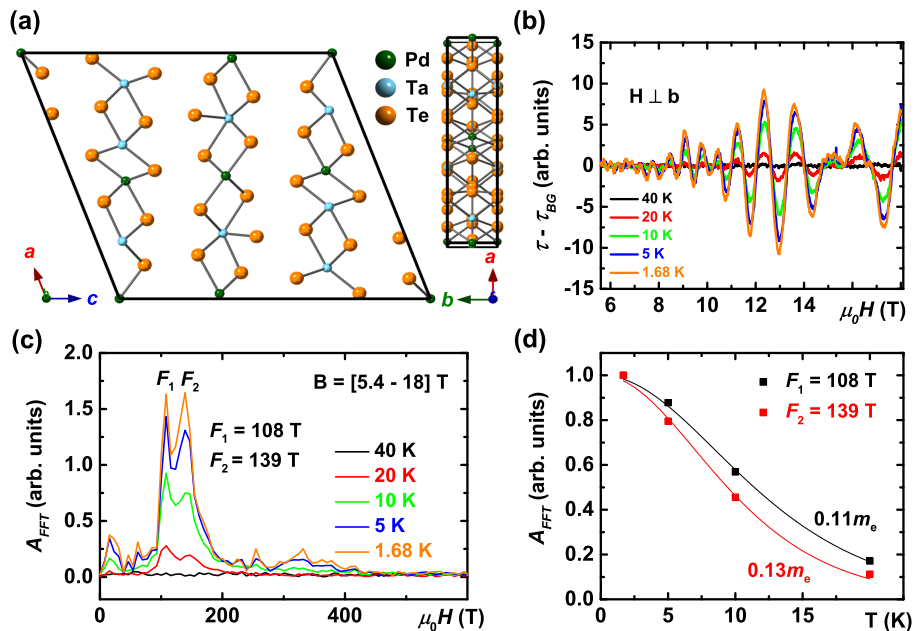 (a)
Pd
Ta
Te
a
c
b
a
(b)
H ⊥ b
τ - τBG (arb. units)
15
10
5
0
-5
-10
-15
40 K
20 K
10 K
5 K
1.68 K
6 8 10 12 14 16 18
μ0H (T)
(c)
AFFT (arb. units)
2.0
1.5
1.0
0.5
0.0
F1 F2
B = [5.4 - 18] T
F1 = 108 T
F2 = 139 T
40 K
20 K
10 K
5 K
1.68 K
0 200 400 600
μ0H (T)
(d)
AFFT (arb. units)
1.0
0.8
0.6
0.4
0.2
0.0
F1 = 108 T
F2 = 139 T
0.11me
0.13me
0 5 10 15 T (K)